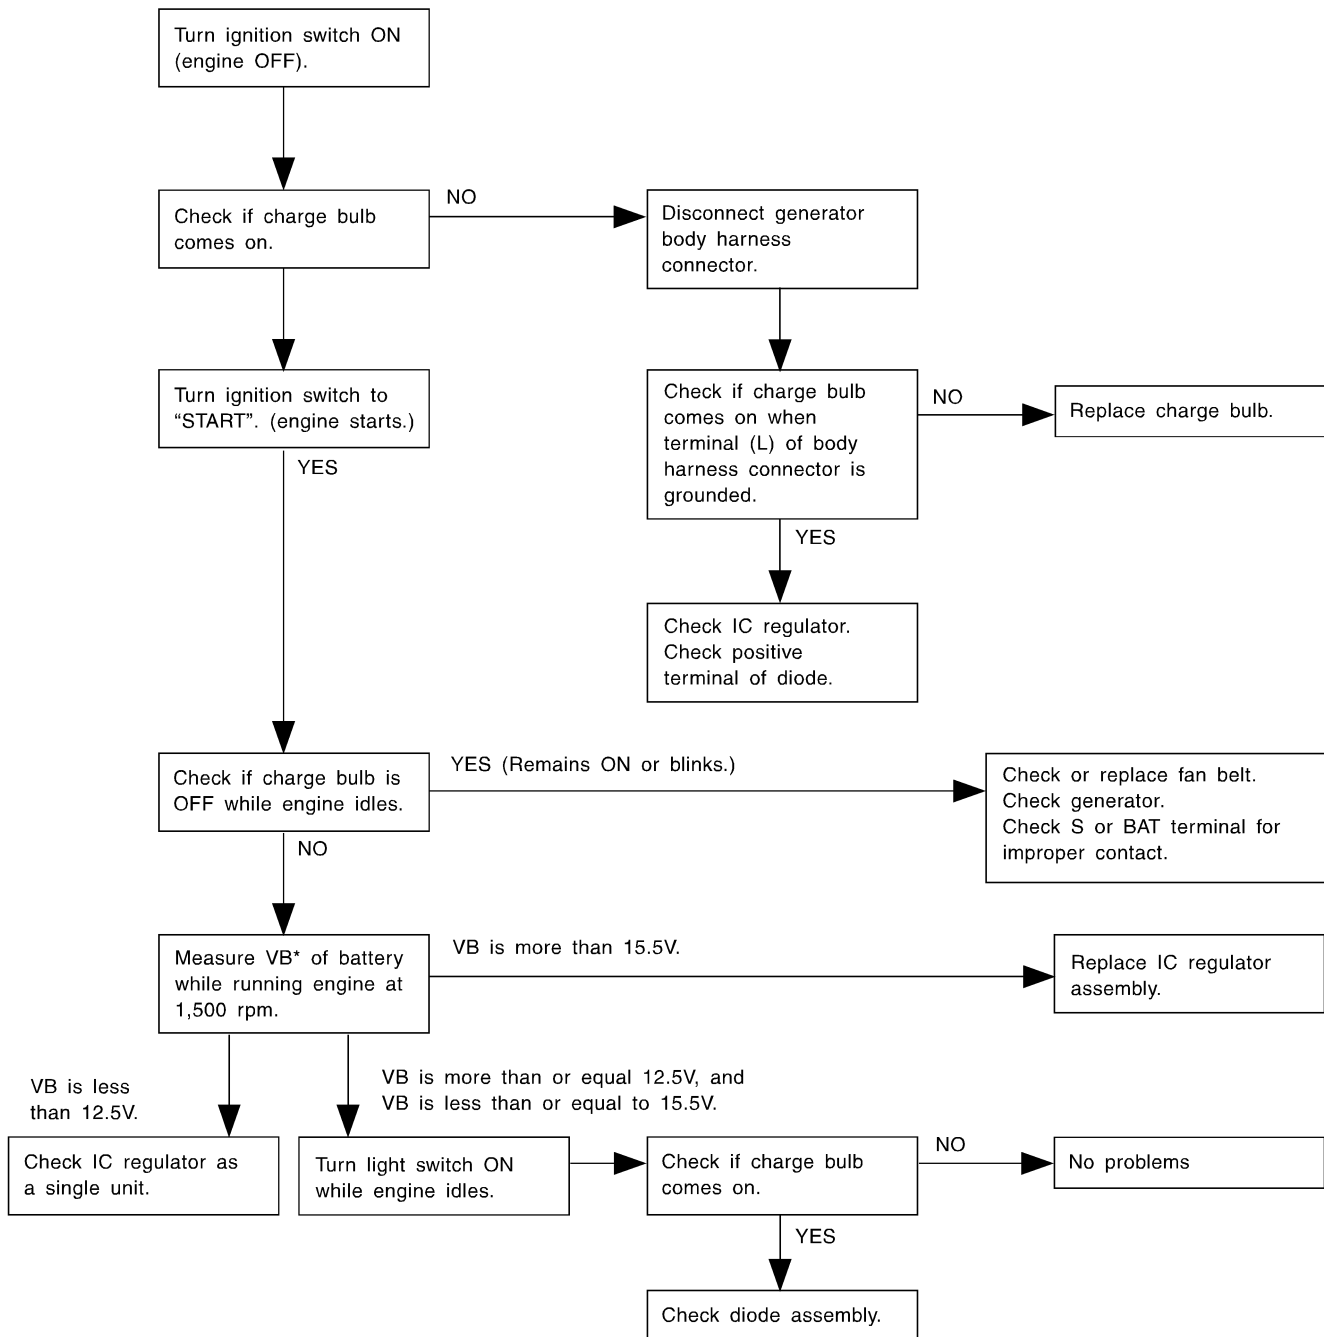 Turn ignition switch ON
(engine OFF).
Check if charge bulb
comes on.
NO
Disconnect generator
body harness
connector.
Turn ignition switch to
“START”. (engine starts.)
YES
Check if charge bulb
comes on when
terminal (L) of body
harness connector is
grounded.
NO
Replace charge bulb.
YES
Check IC regulator.
Check positive
terminal of diode.
Check if charge bulb is
OFF while engine idles.
YES (Remains ON or blinks.)
Check or replace fan belt.
Check generator.
Check S or BAT terminal for
improper contact.
NO
Measure VB* of battery
while running engine at
1,500 rpm.
VB is more than 15.5V.
Replace IC regulator
assembly.
VB is less
than 12.5V.
VB is more than or equal 12.5V, and
VB is less than or equal to 15.5V.
Check IC regulator as
a single unit.
Turn light switch ON
while engine idles.
Check if charge bulb
comes on.
NO
No problems
YES
Check diode assembly.